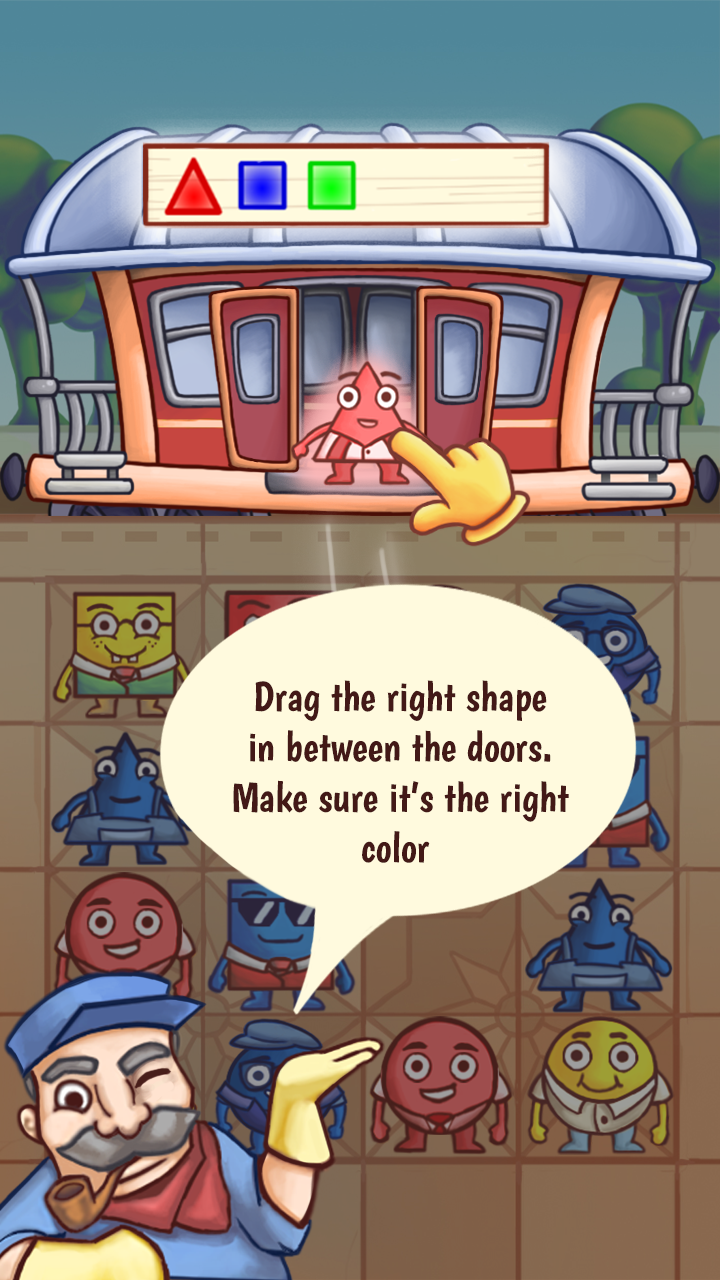 Drag the right shape
in between the doors.
Make sure it's the right
color